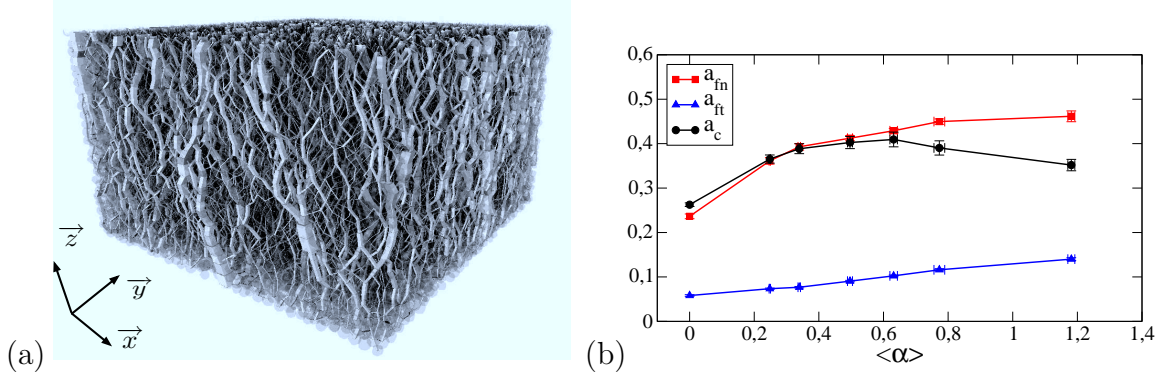 (a)
z
y
x
(b)
a_fn
a_ft
a_c
0,6
0,5
0,4
0,3
0,2
0,1
0
0 0,2 0,4 0,6 0,8 1 1,2 1,4
<α>